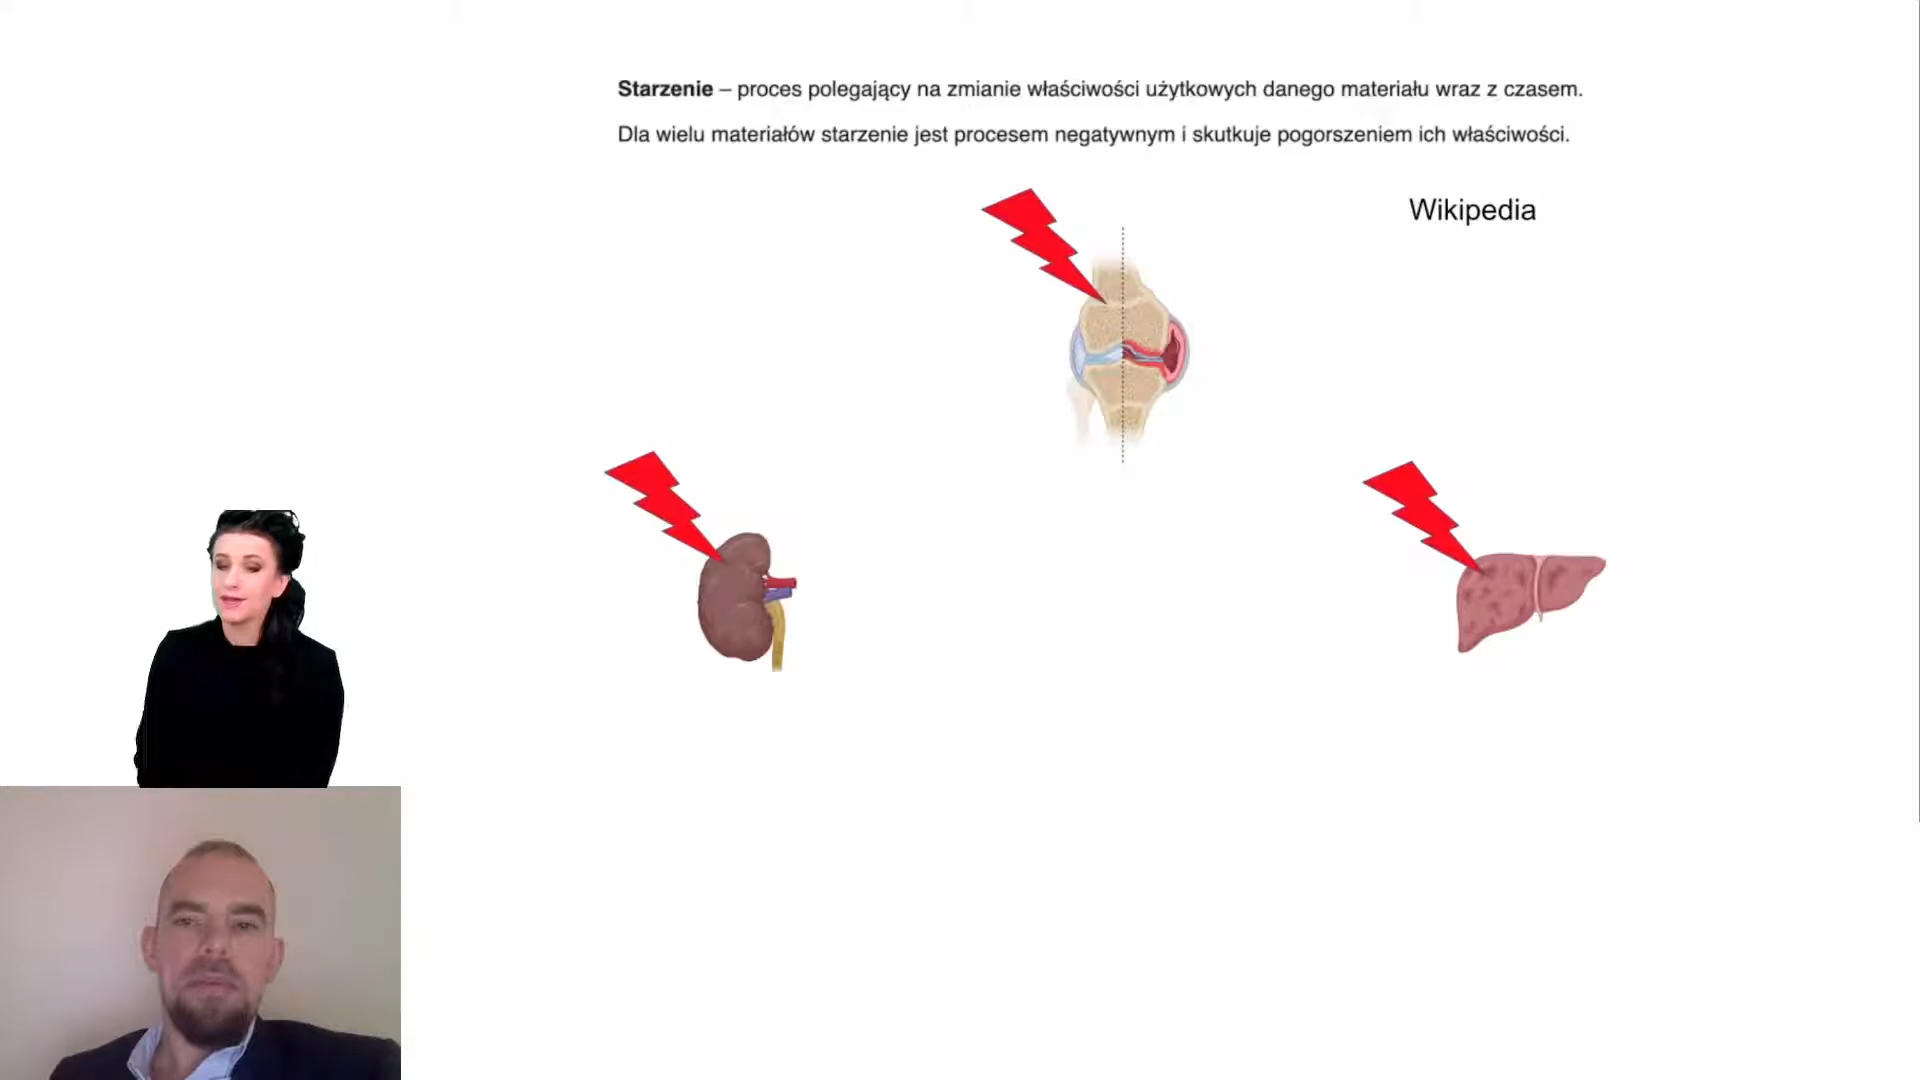 Starzenie – proces polegający na zmianie właściwości użytkowych danego materiału wraz z czasem.
Dla wielu materiałów starzenie jest procesem negatywnym i skutkuje pogorszeniem ich właściwości.
Wikipedia